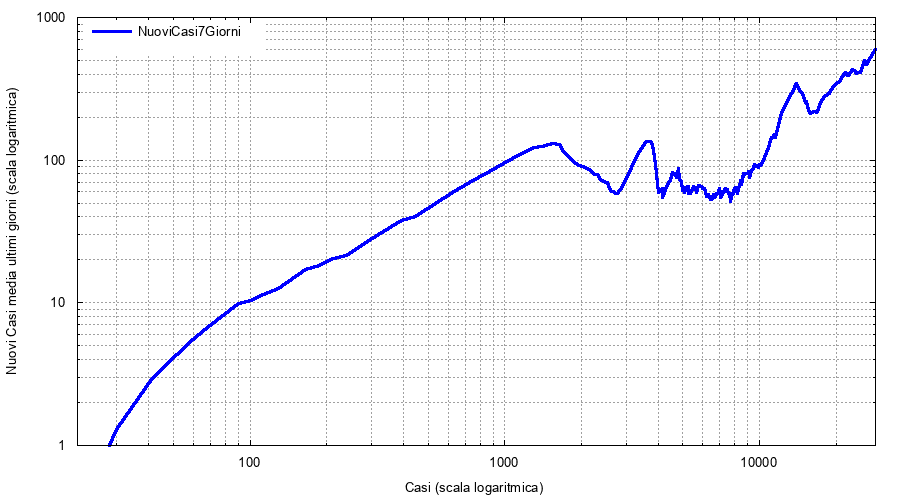 NuoviCasi7Giorni
1000
100
10
1
Nuovi Casi media ultimi giorni (scala logaritmica)
100
1000
10000
Casi (scala logaritmica)